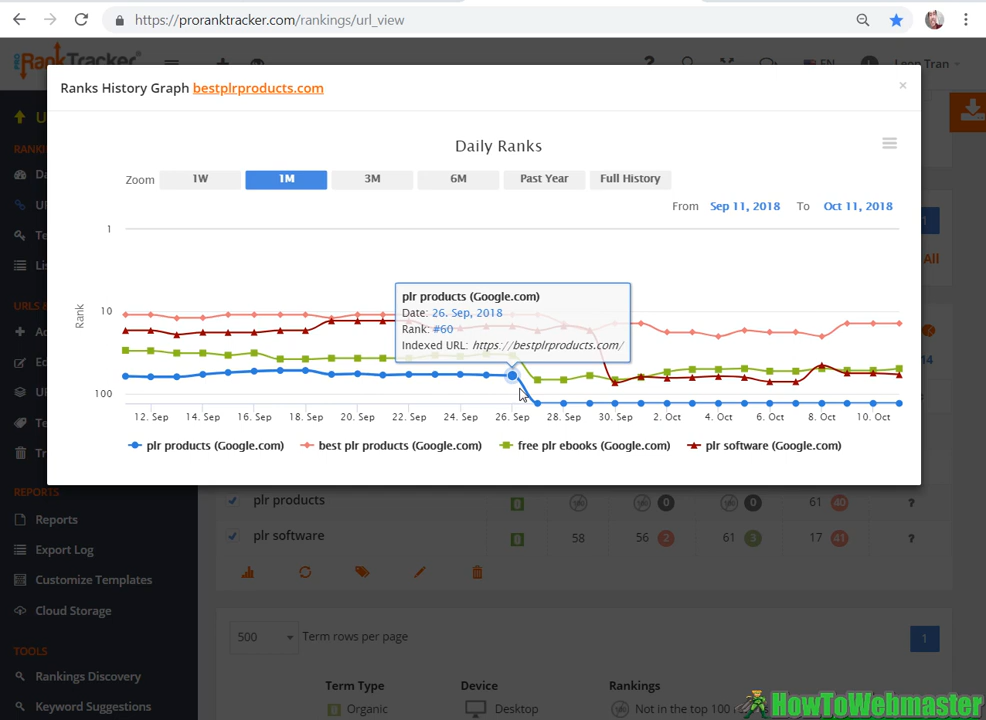 https://proranktracker.com/rankings/url_view
PRO RankTracker
EN
Leon Tran
Ranks History Graph bestplrproducts.com
×
Daily Ranks
Zoom 1W 1M 3M 6M Past Year Full History
From Sep 11, 2018 To Oct 11, 2018
1
10
100
Rank
plr products (Google.com)
Date: 26. Sep, 2018
Rank: #60
Indexed URL: https://bestplrproducts.com/
12. Sep 14. Sep 16. Sep 18. Sep 20. Sep 22. Sep 24. Sep 26. Sep 28. Sep 30. Sep 2. Oct 4. Oct 6. Oct 8. Oct 10. Oct
plr products (Google.com) best plr products (Google.com) free plr ebooks (Google.com) plr software (Google.com)
All
14
plr products 0 0 0 61 40 ?
plr software 0 58 56 2 61 3 17 41 ?
REPORTS
Reports
Export Log
Customize Templates
Cloud Storage
TOOLS
Rankings Discovery
Keyword Suggestions
500 Term rows per page 1
Term Type Device Rankings
Organic Desktop Not in the top 100 r
HowToWebmaster